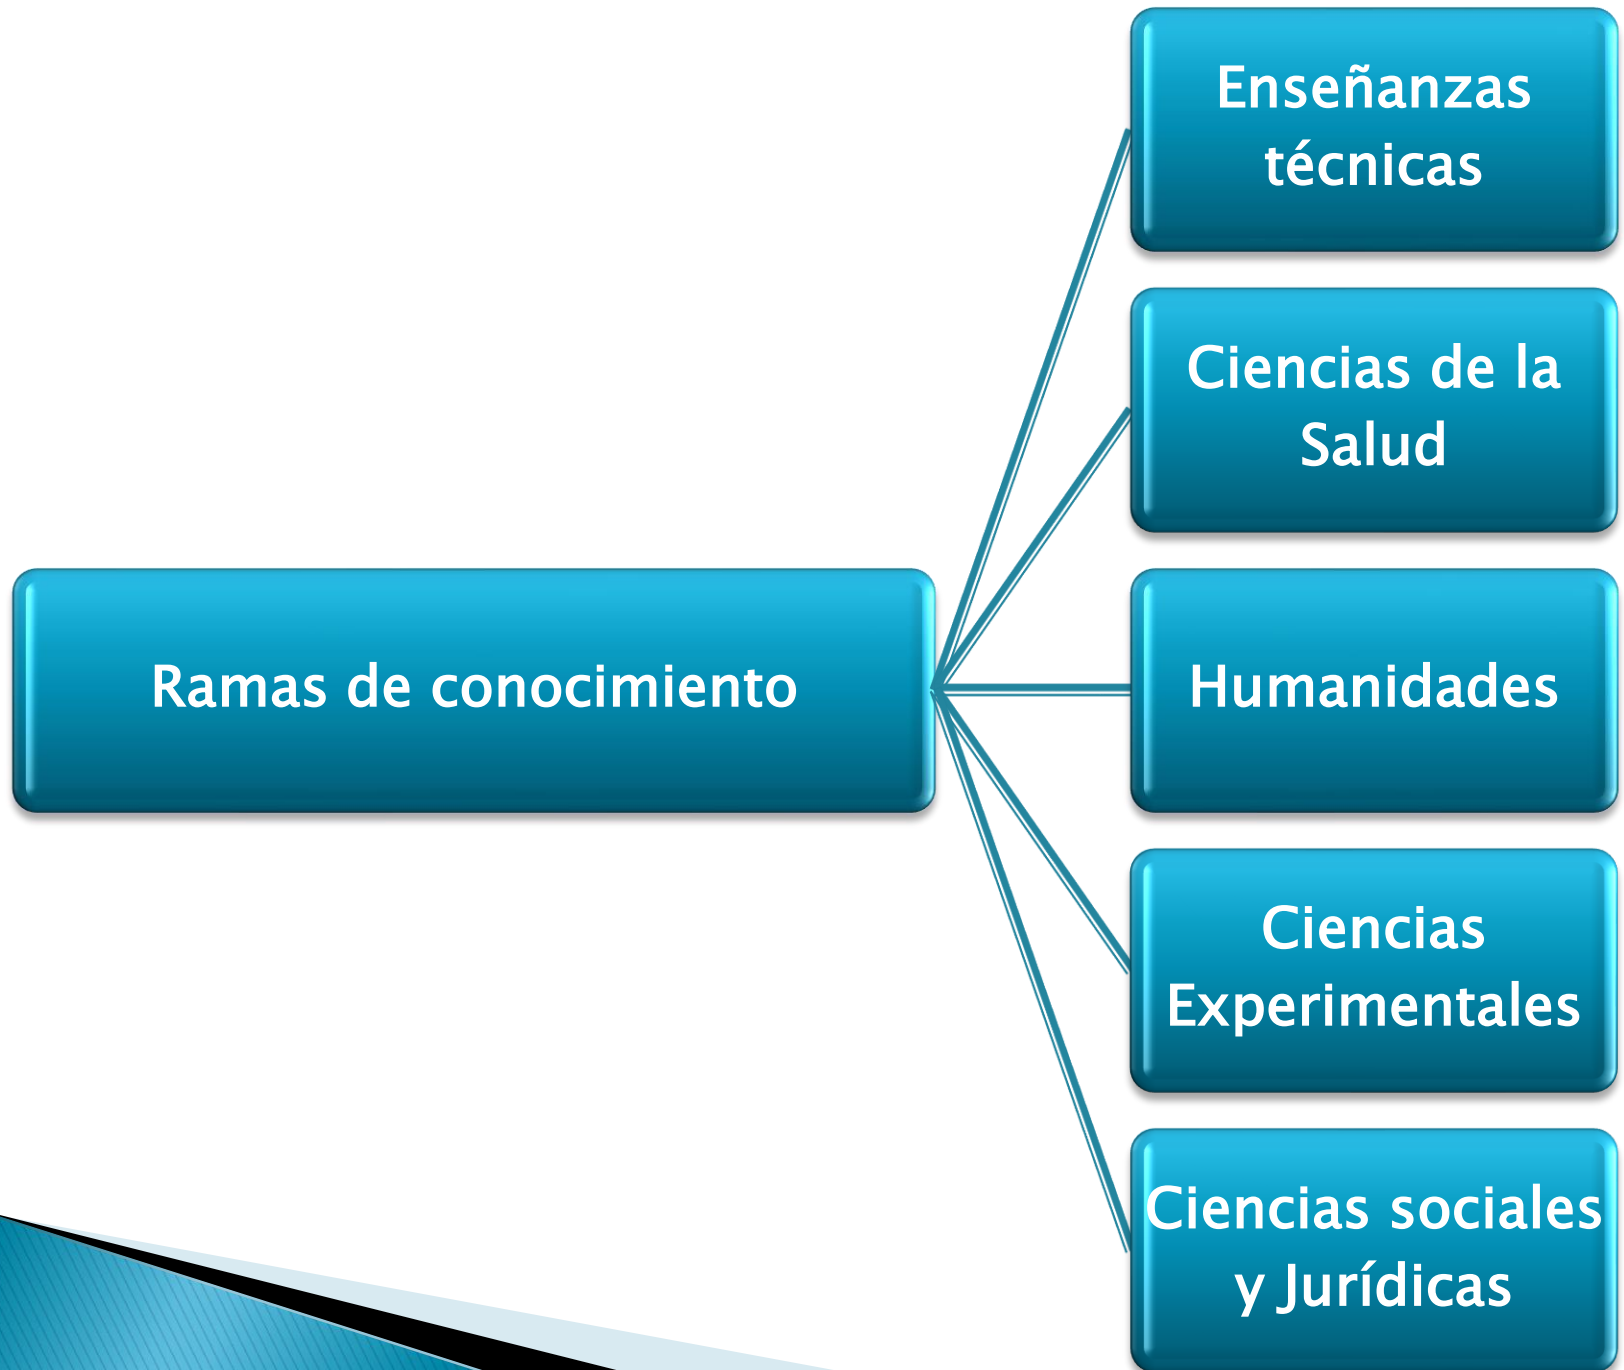 Ramas de conocimiento
Enseñanzas
técnicas
Ciencias de la
Salud
Humanidades
Ciencias
Experimentales
Ciencias sociales
y Jurídicas